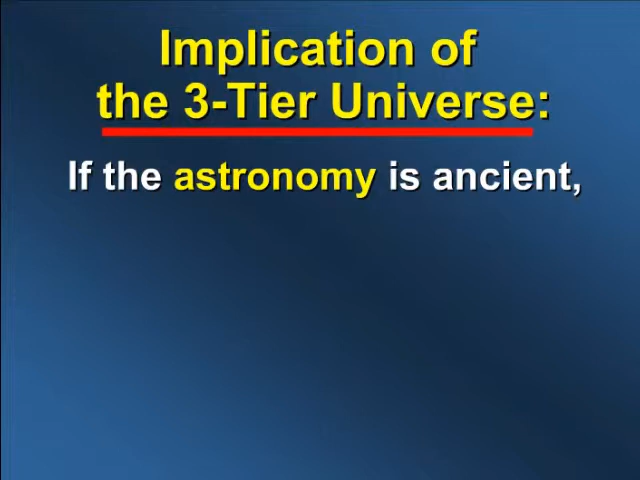 Implication of
the 3-Tier Universe:
If the astronomy is ancient,